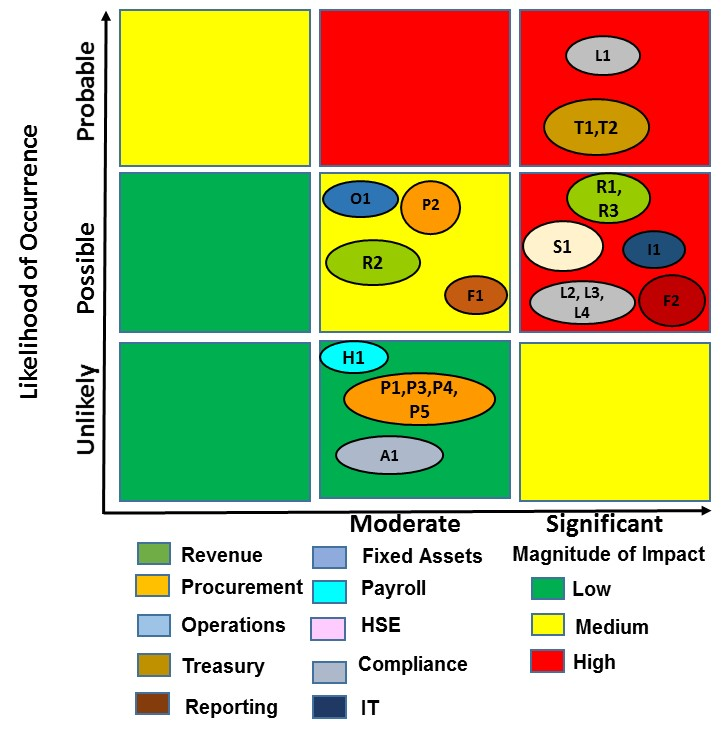 Likelihood of Occurrence
Probable
Possible
Unlikely
L1
T1,T2
O1
P2
R2
F1
R1,
R3
S1
I1
L2, L3,
L4
F2
H1
P1,P3,P4,
P5
A1
Moderate
Significant
Magnitude of Impact
Revenue
Procurement
Operations
Treasury
Reporting
Fixed Assets
Payroll
HSE
Compliance
IT
Low
Medium
High